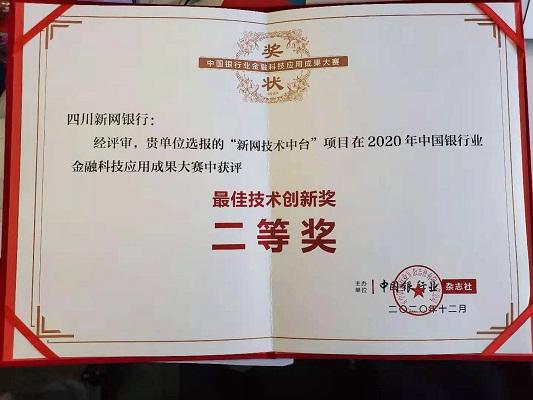 奖
中国银行业金融科技应用成果大赛
状
四川新网银行：
经评审，贵单位选报的“新网技术中台”项目在2020年中国银行业
金融科技应用成果大赛中获评
最佳技术创新奖
二等奖
主办
单位
中国银行业 杂志社
二〇二〇年十二月